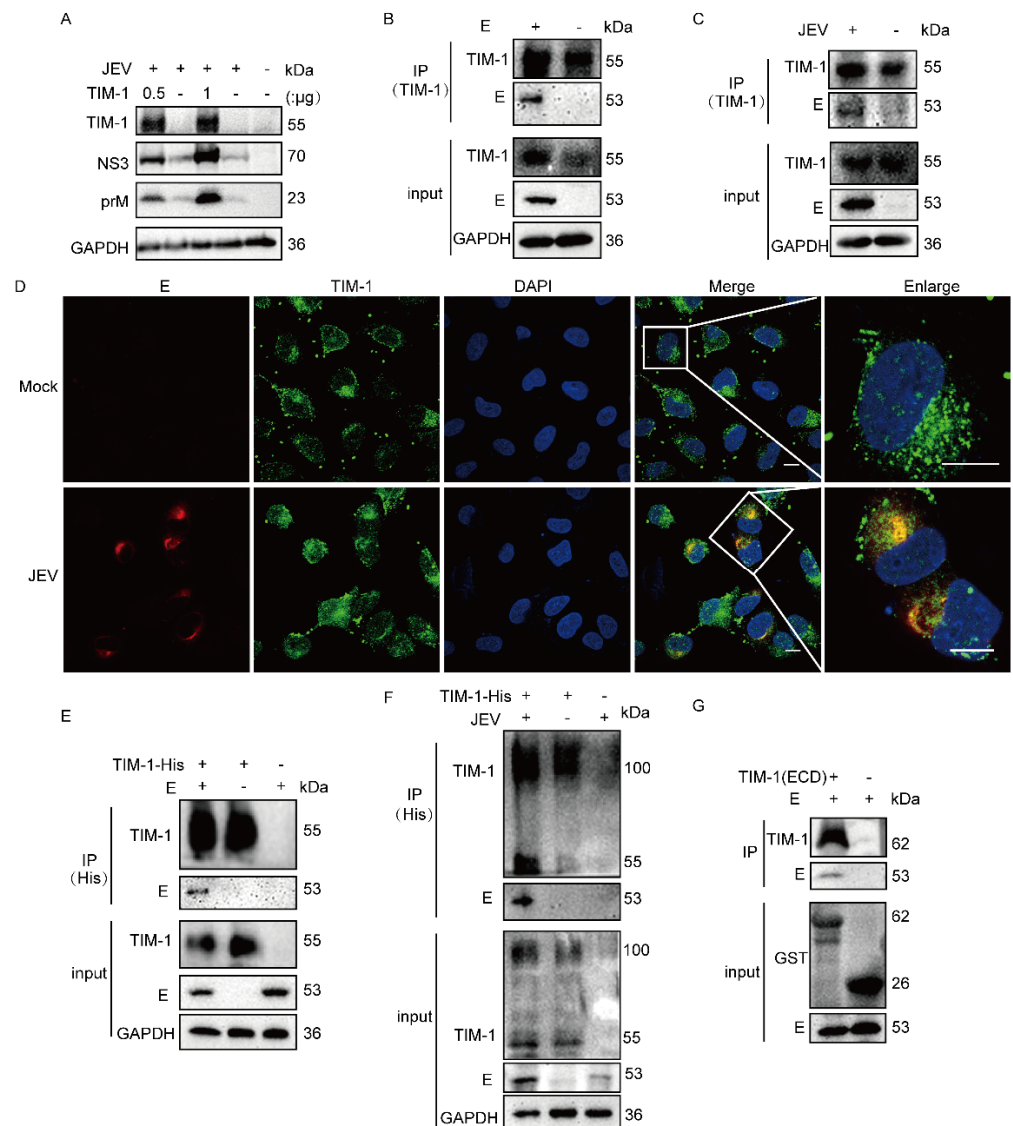 A
JEV + + + + - kDa
TIM-1 0.5 - 1 - - (:μg)
TIM-1 55
NS3 70
prM 23
GAPDH 36
B
E + - kDa
IP (TIM-1)
TIM-1 55
E 53
input
TIM-1 55
E 53
GAPDH 36
C
JEV + - kDa
IP (TIM-1)
TIM-1 55
E 53
input
TIM-1 55
E 53
GAPDH 36
D
E TIM-1 DAPI Merge Enlarge
Mock
JEV
E
TIM-1-His + + -
E + - + kDa
IP (His)
TIM-1 55
E 53
input
TIM-1 55
E 53
GAPDH 36
F
TIM-1-His + + -
JEV + - + kDa
IP (His)
TIM-1 100
55
E 53
input
100
TIM-1 55
E 53
GAPDH 36
G
TIM-1(ECD) + -
E + + kDa
IP
TIM-1 62
E 53
input
62
GST
26
E 53